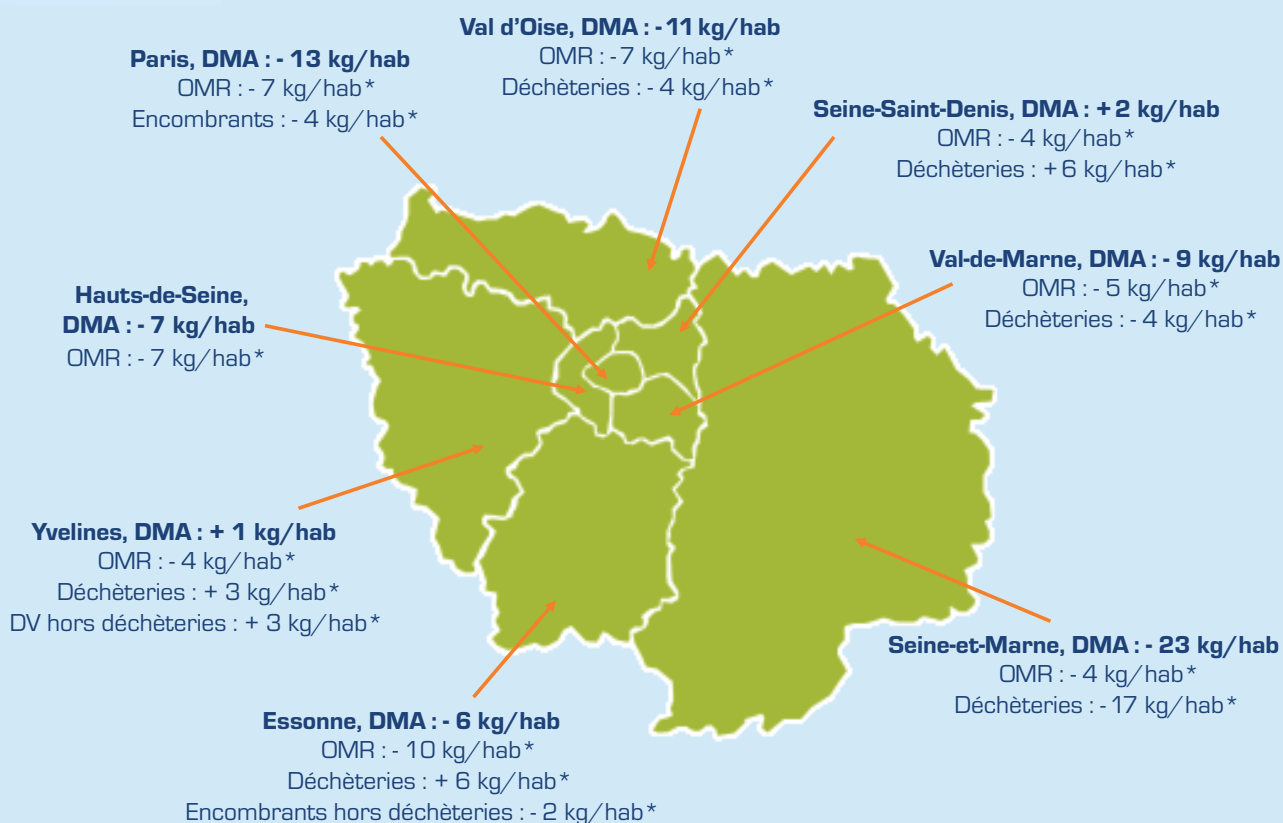 Val d'Oise, DMA : - 11 kg/hab
OMR : - 7 kg/hab*
Déchèteries : - 4 kg/hab*
Paris, DMA : - 13 kg/hab
OMR : - 7 kg/hab*
Encombrants : - 4 kg/hab*
Seine-Saint-Denis, DMA : + 2 kg/hab
OMR : - 4 kg/hab*
Déchèteries : + 6 kg/hab*
Val-de-Marne, DMA : - 9 kg/hab
OMR : - 5 kg/hab*
Déchèteries : - 4 kg/hab*
Hauts-de-Seine,
DMA : - 7 kg/hab
OMR : - 7 kg/hab*
Yvelines, DMA : + 1 kg/hab
OMR : - 4 kg/hab*
Déchèteries : + 3 kg/hab*
DV hors déchèteries : + 3 kg/hab*
Seine-et-Marne, DMA : - 23 kg/hab
OMR : - 4 kg/hab*
Déchèteries : - 17 kg/hab*
Essonne, DMA : - 6 kg/hab
OMR : - 10 kg/hab*
Déchèteries : + 6 kg/hab*
Encombrants hors déchèteries : - 2 kg/hab*